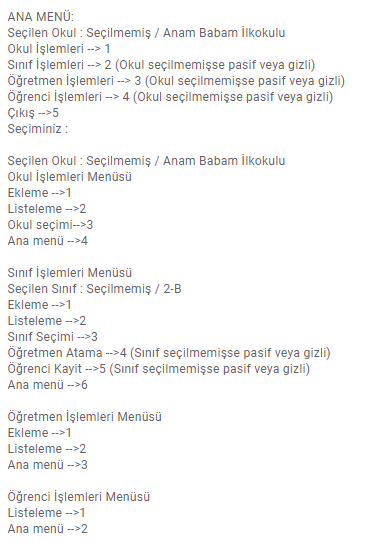 ANA MENÜ:
Seçilen Okul : Seçilmemiş / Anam Babam İlkokulu
Okul İşlemleri --> 1
Sınıf İşlemleri --> 2 (Okul seçilmemişse pasif veya gizli)
Öğretmen İşlemleri --> 3 (Okul seçilmemişse pasif veya gizli)
Öğrenci İşlemleri --> 4 (Okul seçilmemişse pasif veya gizli)
Çıkış -->5
Seçiminiz :
Seçilen Okul : Seçilmemiş / Anam Babam İlkokulu
Okul İşlemleri Menüsü
Ekleme -->1
Listeleme -->2
Okul seçimi-->3
Ana menü -->4
Sınıf İşlemleri Menüsü
Seçilen Sınıf : Seçilmemiş / 2-B
Ekleme -->1
Listeleme -->2
Sınıf Seçimi -->3
Öğretmen Atama -->4 (Sınıf seçilmemişse pasif veya gizli)
Öğrenci Kayit -->5 (Sınıf seçilmemişse pasif veya gizli)
Ana menü -->6
Öğretmen İşlemleri Menüsü
Ekleme -->1
Listeleme -->2
Ana menü -->3
Öğrenci İşlemleri Menüsü
Listeleme -->1
Ana menü -->2